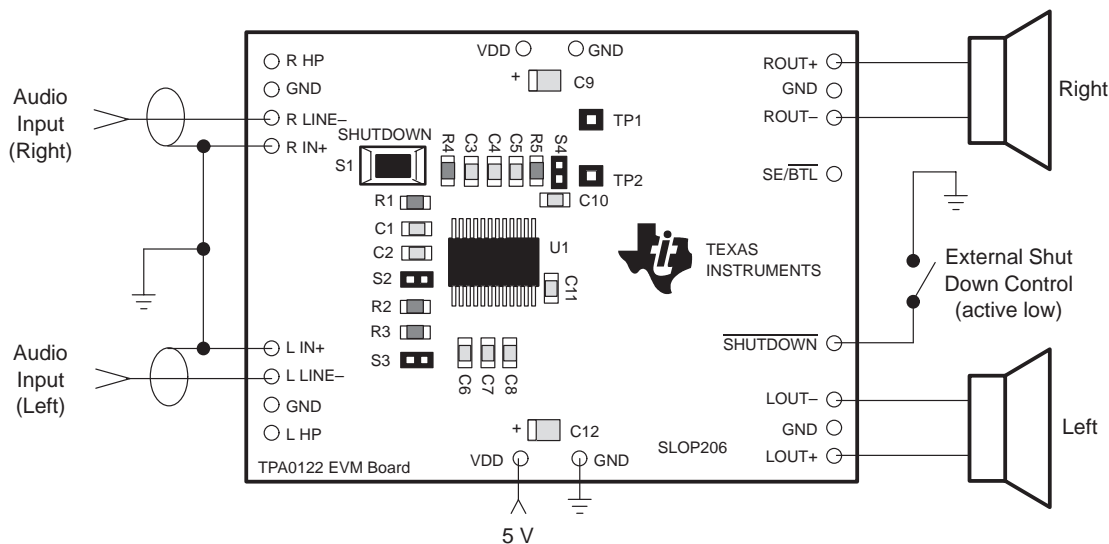 VDD
GND
R HP
GND
R LINE–
R IN+
Audio
Input
(Right)
SHUTDOWN
S1
R4
C3
C4
C5
R5
S4
+
C9
TP1
TP2
C10
ROUT+
GND
ROUT–
SE/BTL
Right
R1
C1
C2
S2
R2
R3
S3
U1
C11
TEXAS
INSTRUMENTS
External Shut
Down Control
(active low)
SHUTDOWN
Audio
Input
(Left)
L IN+
L LINE–
GND
L HP
C6
C7
C8
+
C12
LOUT–
GND
LOUT+
Left
SLOP206
TPA0122 EVM Board
VDD
GND
5 V